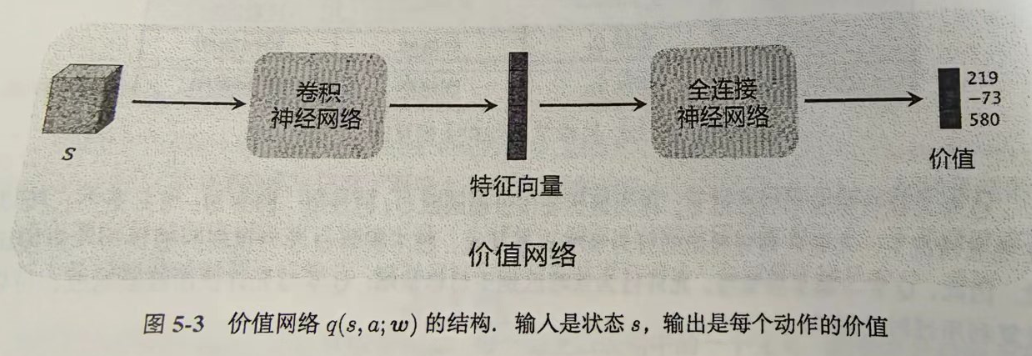 卷积
神经网络
全连接
神经网络
219
-73
580
s
特征向量
价值
价值网络
图 5-3 价值网络 q(s, a; w) 的结构. 输入是状态 s, 输出是每个动作的价值